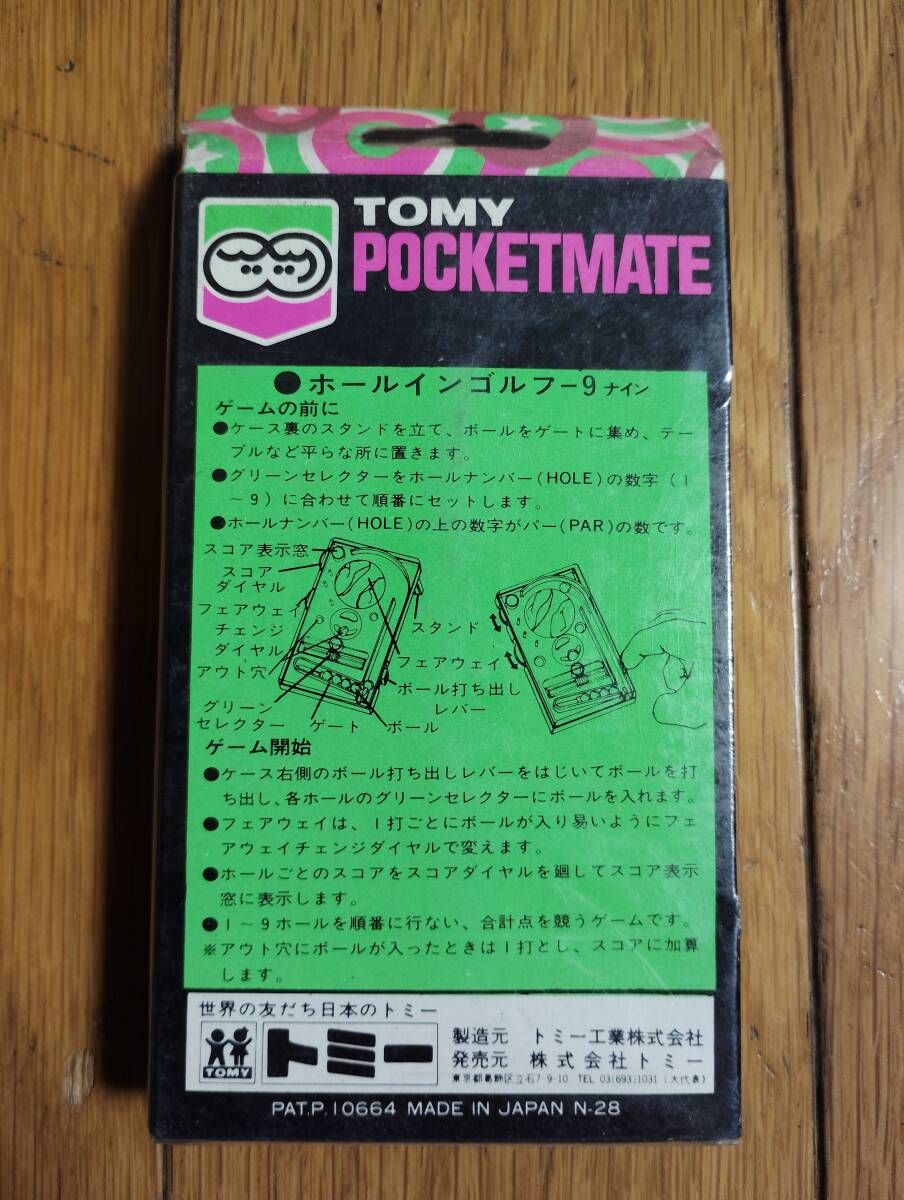 TOMY
POCKETMATE
●ホールインゴルフ-9 ナイン
ゲームの前に
●ケース裏のスタンドを立て、ボールをゲートに集め、テー
ブルなど平らな所に置きます。
●グリーンセレクターをホールナンバー(HOLE)の数字(1
~9)に合わせて順番にセットします。
●ホールナンバー(HOLE)の上の数字がパー(PAR)の数です。
スコア表示窓
スコア
ダイヤル
フェアウェイ
チェンジ
ダイヤル
アウト穴
グリーン
セレクター
ゲート
ボール
スタンド
フェアウェイ
ボール打ち出し
レバー
ゲーム開始
●ケース右側のボール打ち出しレバーをはじいてボールを打
ち出し、各ホールのグリーンセレクターにボールを入れます。
●フェアウェイは、1打ごとにボールが入り易いようにフェ
アウェイチェンジダイヤルで変えます。
●ホールごとのスコアをスコアダイヤルを廻してスコア表示
窓に表示します。
●1~9ホールを順番に行ない、合計点を競うゲームです。
※アウト穴にボールが入ったときは1打とし、スコアに加算
します。
世界の友だち日本のトミー
TOMY
トミー
製造元 トミー工業株式会社
発売元 株式会社トミー
東京都葛飾区立石7-9-10 TEL 03(693)1031(大代表)
PAT.P.10664 MADE IN JAPAN N-28